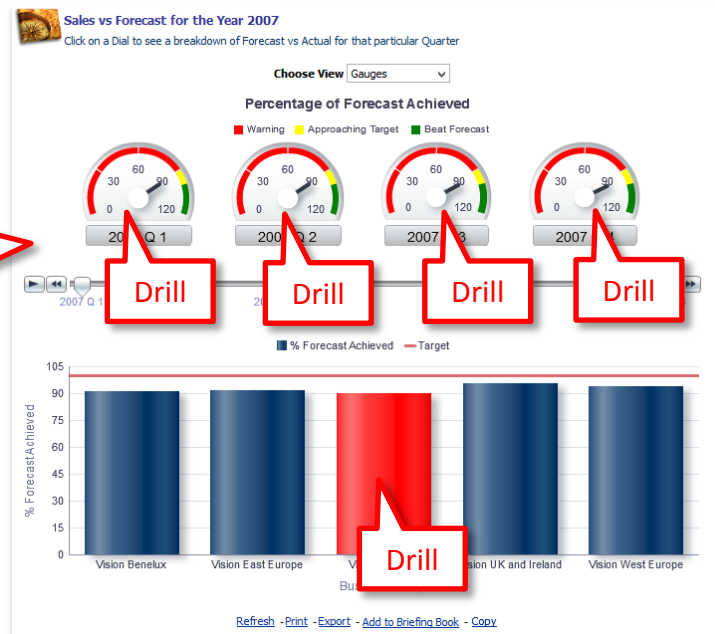 Sales vs Forecast for the Year 2007
Click on a Dial to see a breakdown of Forecast vs Actual for that particular Quarter
Choose View Gauges
Percentage of Forecast Achieved
Warning Approaching Target Beat Forecast
0 30 60 90 120 0 30 60 90 120 0 30 60 90 120 0 30 60 90 120
Q 1 Q 2 2007 2007
Drill Drill Drill Drill
2007 Q 1
% Forecast Achieved Target
105
90
75
60
45
30
15
0
% Forecast Achieved
Vision Benelux Vision East Europe UK and Ireland Vision West Europe
Drill
Refresh - Print - Export - Add to Briefing Book - Copy